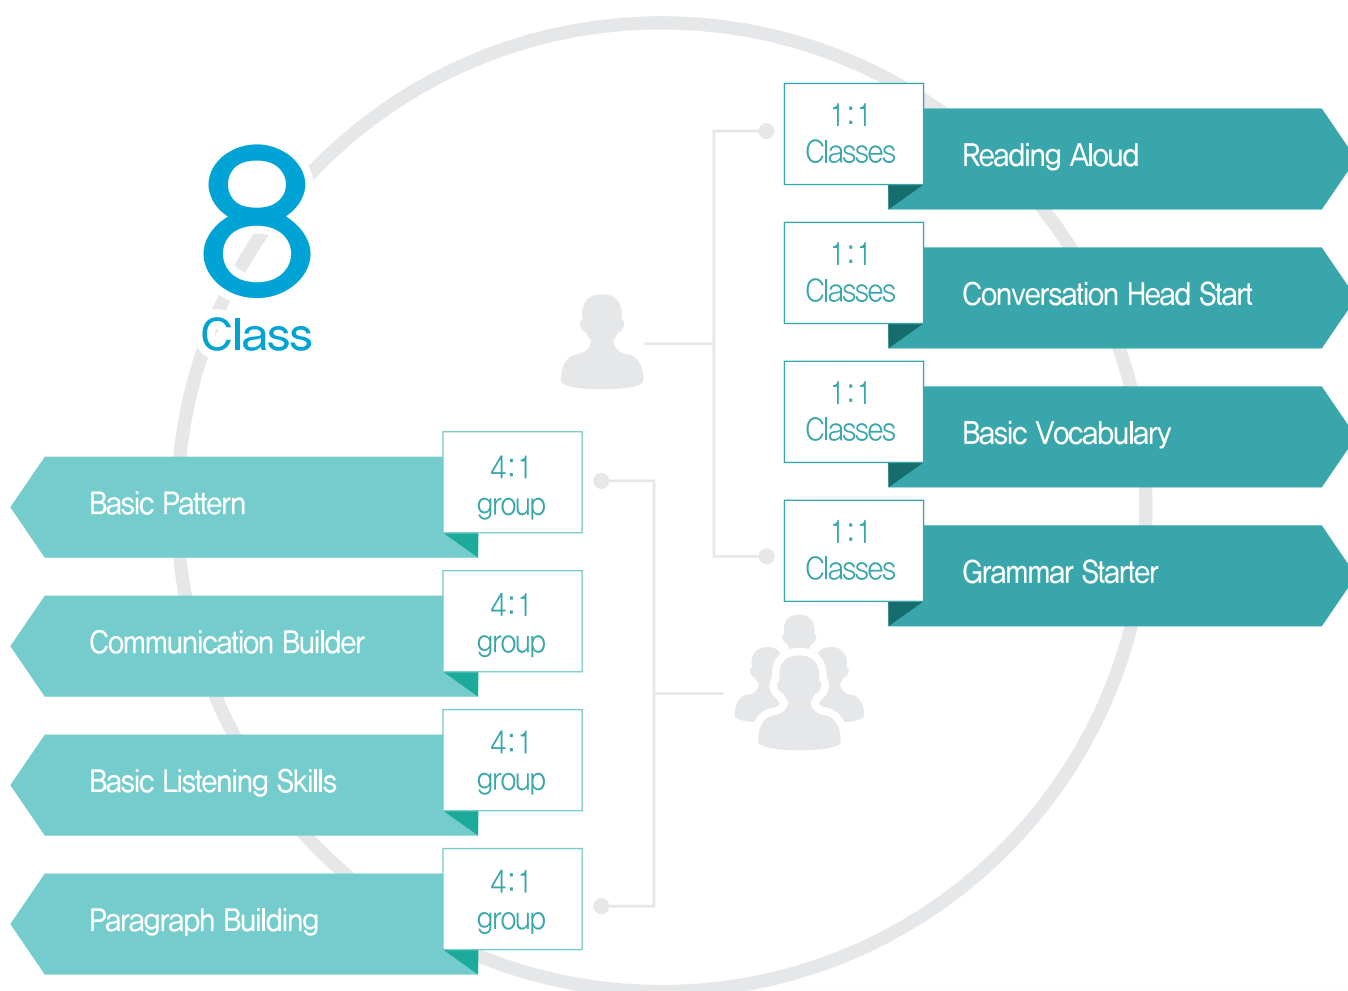 8
Class
1:1
Classes
Reading Aloud
1:1
Classes
Conversation Head Start
1:1
Classes
Basic Vocabulary
1:1
Classes
Grammar Starter
Basic Pattern
4:1
group
Communication Builder
4:1
group
Basic Listening Skills
4:1
group
Paragraph Building
4:1
group